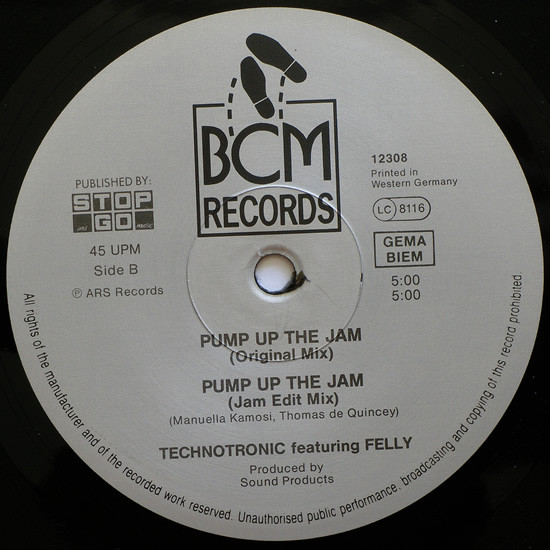 BCM
RECORDS
PUBLISHED BY:
STOP
GO
45 UPM
Side B
℗ ARS Records
12308
Printed in
Western Germany
LC 8116
GEMA
BIEM
5:00
5:00
PUMP UP THE JAM
(Original Mix)
PUMP UP THE JAM
(Jam Edit Mix)
(Manuella Kamosi, Thomas de Quincey)
TECHNOTRONIC featuring FELLY
Produced by
Sound Products
All rights of the manufacturer and of the recorded work reserved. Unauthorised public performance, broadcasting and copying of this record prohibited.